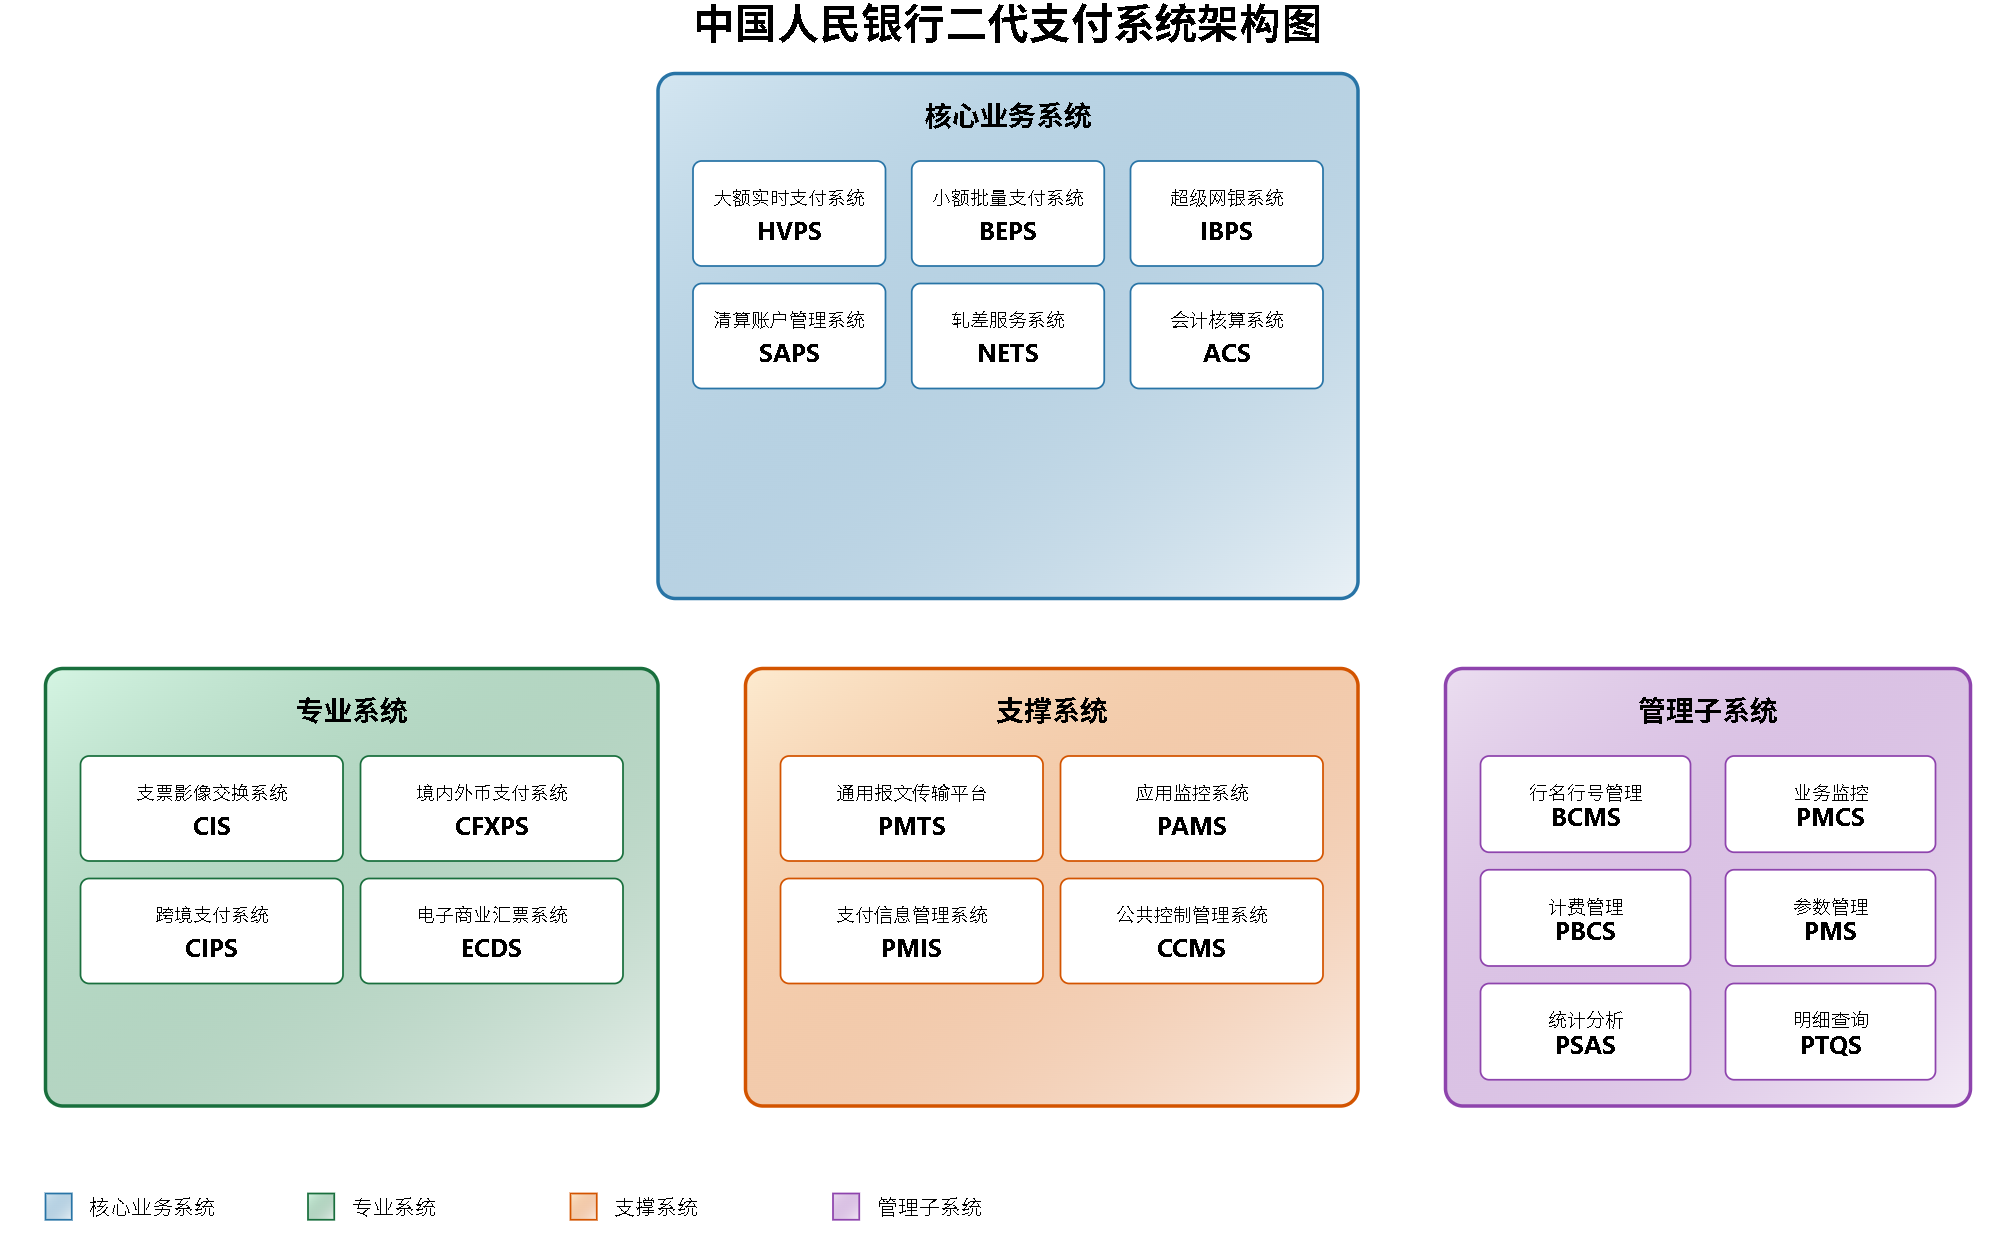 中国人民银行二代支付系统架构图
核心业务系统
大额实时支付系统
HVPS
小额批量支付系统
BEPS
超级网银系统
IBPS
清算账户管理系统
SAPS
轧差服务系统
NETS
会计核算系统
ACS
专业系统
支票影像交换系统
CIS
境内外币支付系统
CFXPS
跨境支付系统
CIPS
电子商业汇票系统
ECDS
支撑系统
通用报文传输平台
PMTS
应用监控系统
PAMS
支付信息管理系统
PMIS
公共控制管理系统
CCMS
管理子系统
行名行号管理
BCMS
业务监控
PMCS
计费管理
PBCS
参数管理
PMS
统计分析
PSAS
明细查询
PTQS
核心业务系统
专业系统
支撑系统
管理子系统